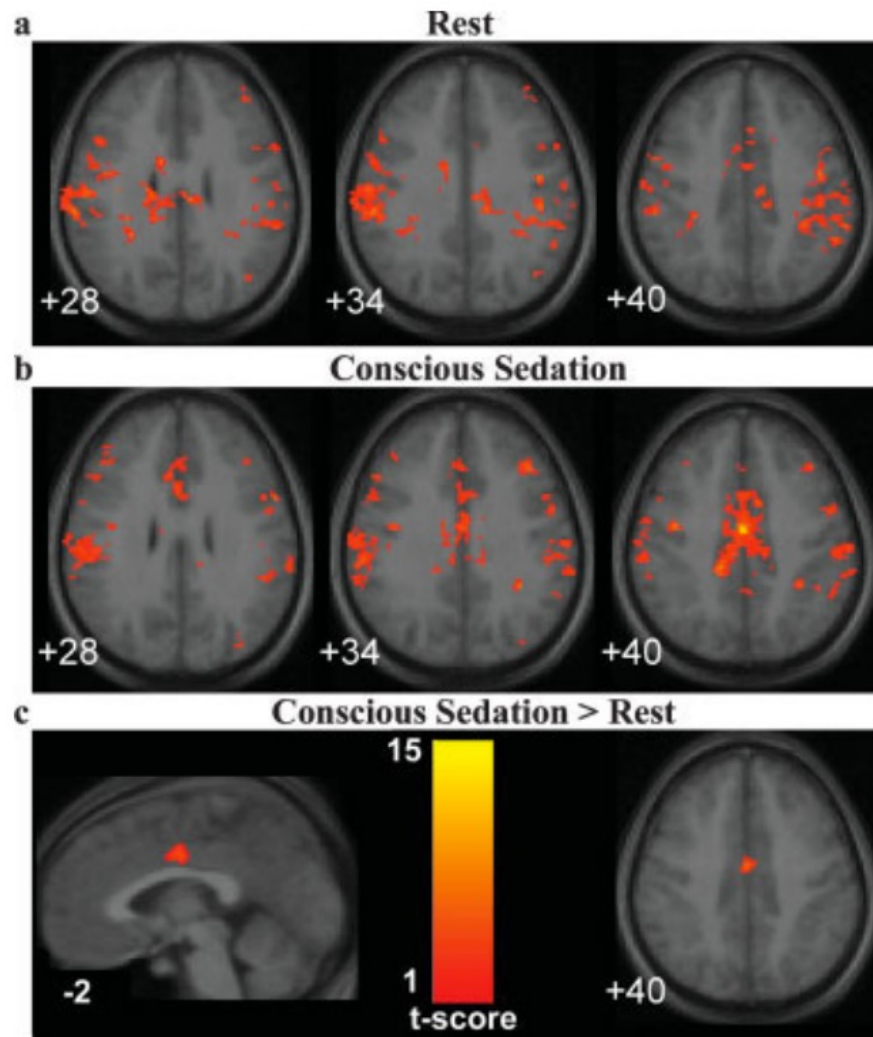 a Rest
+28 +34 +40
b Conscious Sedation
+28 +34 +40
c Conscious Sedation > Rest
15
1
-2 +40
t-score